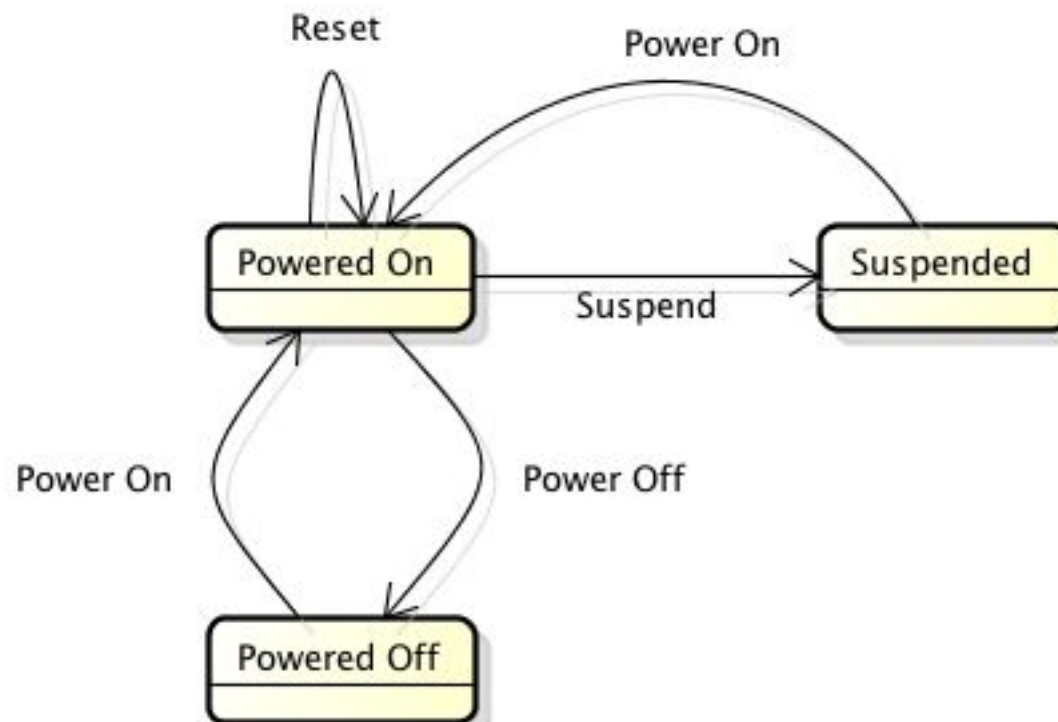 Reset
Power On
Powered On
Suspended
Suspend
Power On
Power Off
Powered Off